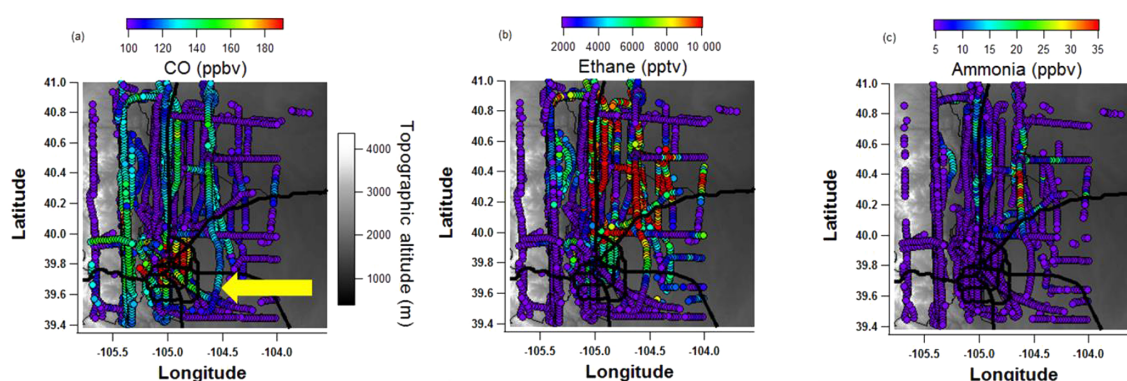 100 120 140 160 180
(a)
CO (ppbv)
41.0
40.8
40.6
40.4
40.2
40.0
39.8
39.6
39.4
Latitude
-105.5 -105.0 -104.5 -104.0
Longitude
4000
3000
2000
1000
Topographic altitude (m)
2000 4000 6000 8000 10 000
(b)
Ethane (pptv)
41.0
40.8
40.6
40.4
40.2
40.0
39.8
39.6
39.4
Latitude
-105.5 -105.0 -104.5 -104.0
Longitude
5 10 15 20 25 30 35
(c)
Ammonia (ppbv)
41.0
40.8
40.6
40.4
40.2
40.0
39.8
39.6
39.4
Latitude
-105.5 -105.0 -104.5 -104.0
Longitude